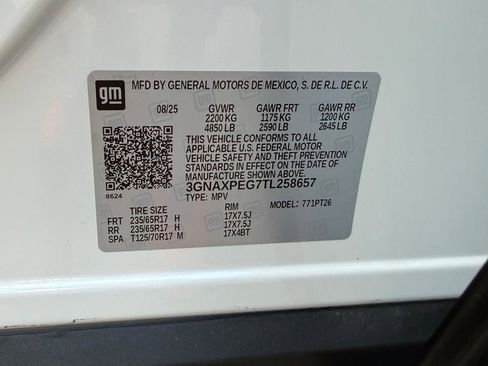 gm
MFD BY GENERAL MOTORS DE MEXICO, S. DE R.L. DE C.V.
08/25 GVWR GAWR FRT GAWR RR
2200 KG 1175 KG 1200 KG
4850 LB 2590 LB 2645 LB
THIS VEHICLE CONFORMS TO ALL
APPLICABLE U.S. FEDERAL MOTOR
VEHICLE SAFETY AND THEFT PREVENTION
STANDARDS IN EFFECT ON THE DATE OF
MANUFACTURE SHOWN ABOVE.
3GNAXPEG7TL258657
8624
TYPE: MPV MODEL: 771PT26
TIRE SIZE RIM
FRT 235/65R17 H 17X7.5J
RR 235/65R17 H 17X7.5J
SPA T125/70R17 M 17X4BT